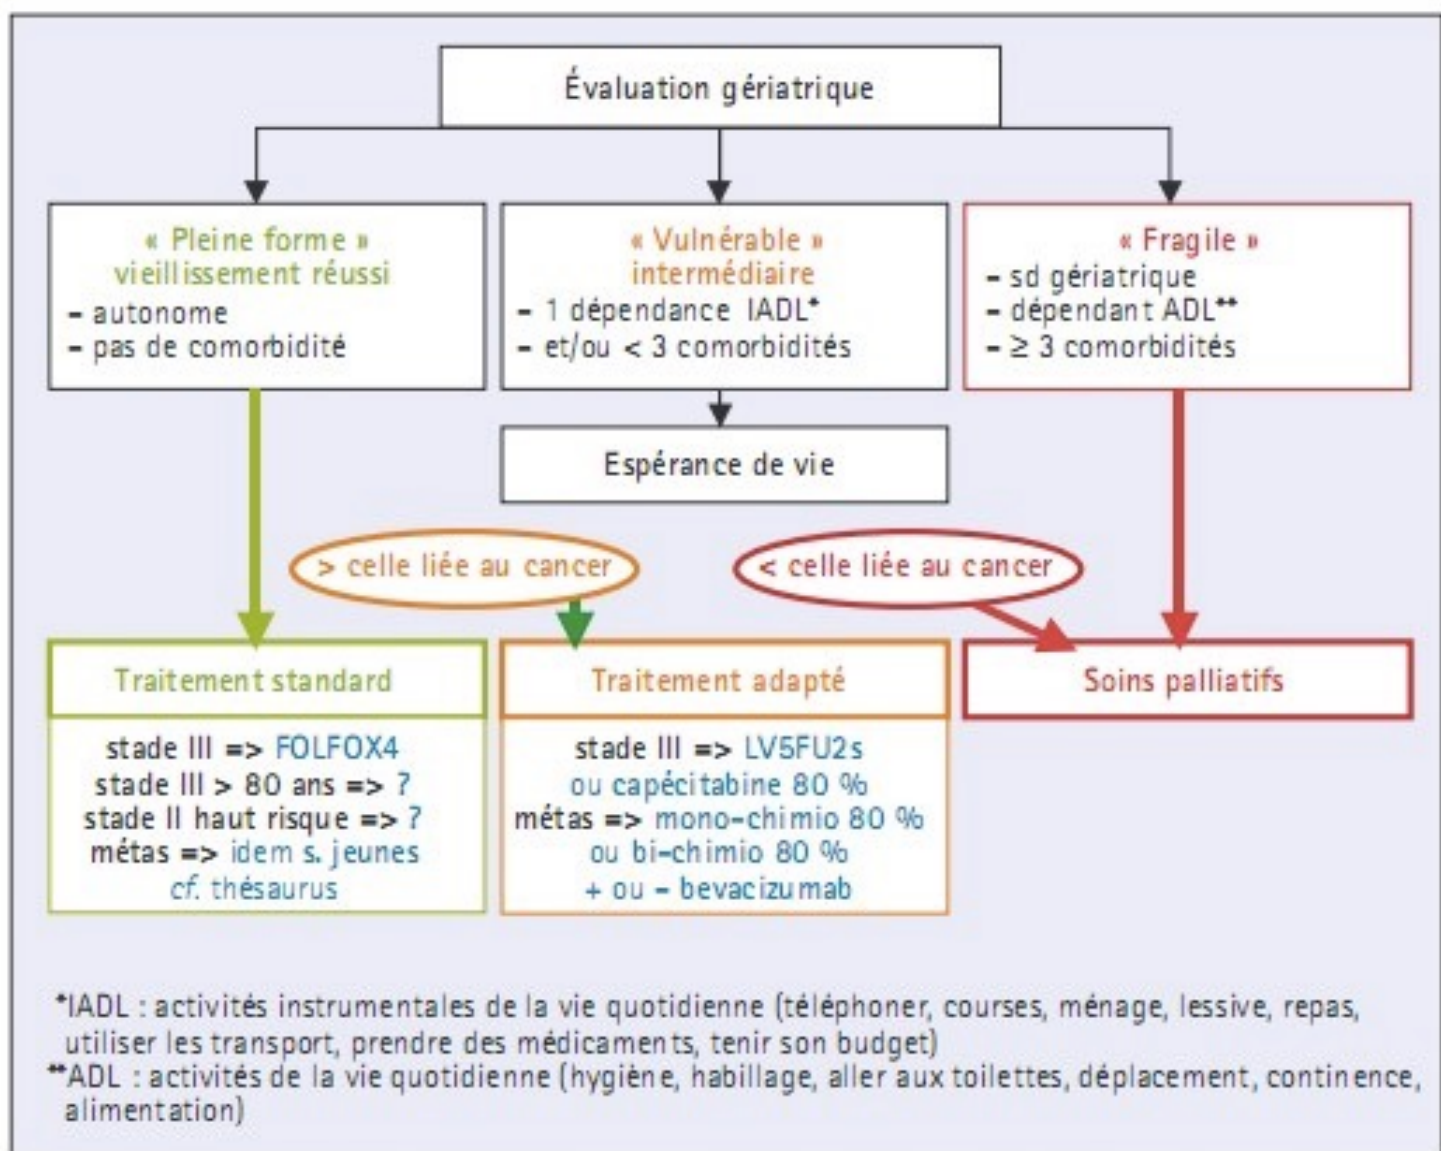 Évaluation gériatrique
« Pleine forme »
vieillissement réussi
– autonome
– pas de comorbidité
« Vulnérable »
intermédiaire
– 1 dépendance IADL*
– et/ou < 3 comorbidités
« Fragile »
– sd gériatrique
– dépendant ADL**
– ≥ 3 comorbidités
Espérance de vie
> celle liée au cancer
< celle liée au cancer
Traitement standard
stade III => FOLFOX4
stade III > 80 ans => ?
stade II haut risque => ?
métas => idem s. jeunes
cf. thésaurus
Traitement adapté
stade III => LV5FU2s
ou capécitabine 80 %
métas => mono-chimio 80 %
ou bi-chimio 80 %
+ ou – bevacizumab
Soins palliatifs
*IADL : activités instrumentales de la vie quotidienne (téléphoner, courses, ménage, lessive, repas,
utiliser les transport, prendre des médicaments, tenir son budget)
**ADL : activités de la vie quotidienne (hygiène, habillage, aller aux toilettes, déplacement, continence,
alimentation)